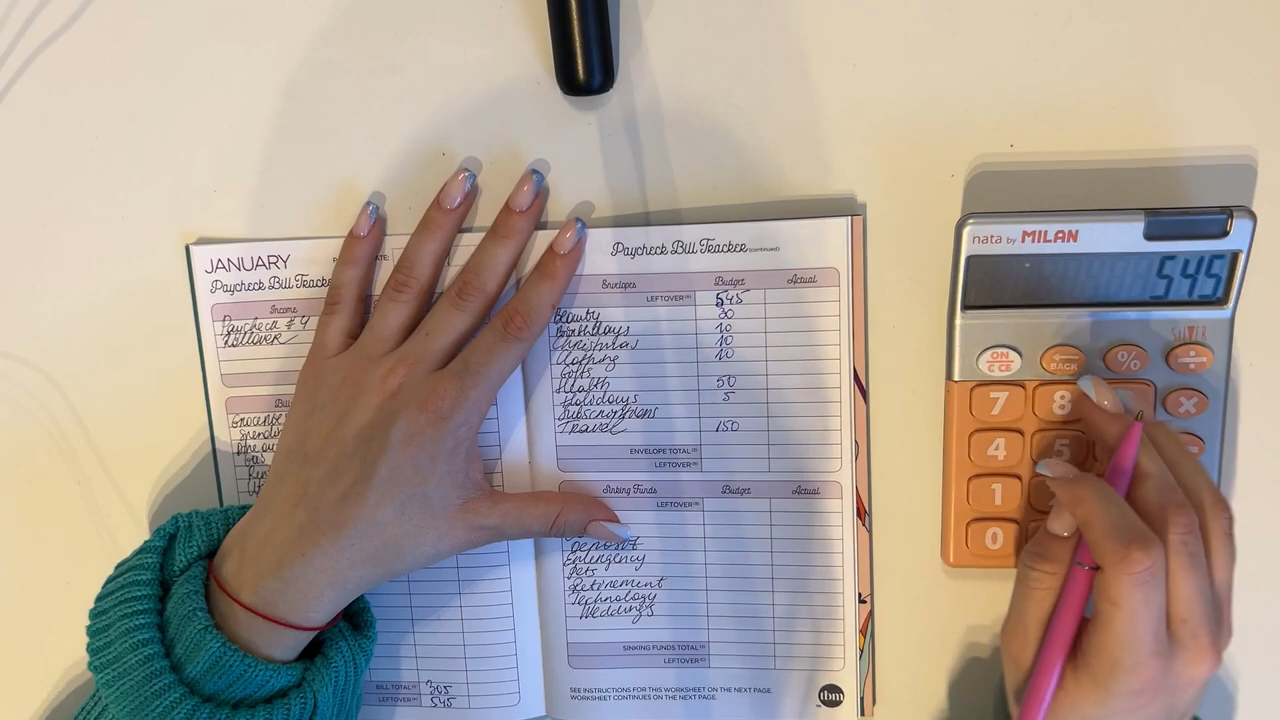 JANUARY
Paycheck Bill Tracke
Income
Paycheck #4
Rollover
BILL TOTAL 305
LEFTOVER 545
Paycheck Bill Tracker (continued)
Envelopes Budget Actual
LEFTOVER 545
Beauty 30
Birthdays 10
Christmas 10
Clothing 10
Gifts
Health 50
Holidays 5
Subscriptions
Travel 150
ENVELOPE TOTAL
LEFTOVER
Sinking Funds Budget Actual
LEFTOVER
Deposit
Emergency
Pets
Retirement
Technology
Weddings
SINKING FUNDS TOTAL
LEFTOVER
SEE INSTRUCTIONS FOR THIS WORKSHEET ON THE NEXT PAGE.
WORKSHEET CONTINUES ON THE NEXT PAGE.
tbm
nata by MILAN
545
SILVER
ON/C CE BACK % ÷
7 8 ×
4 5
1
0